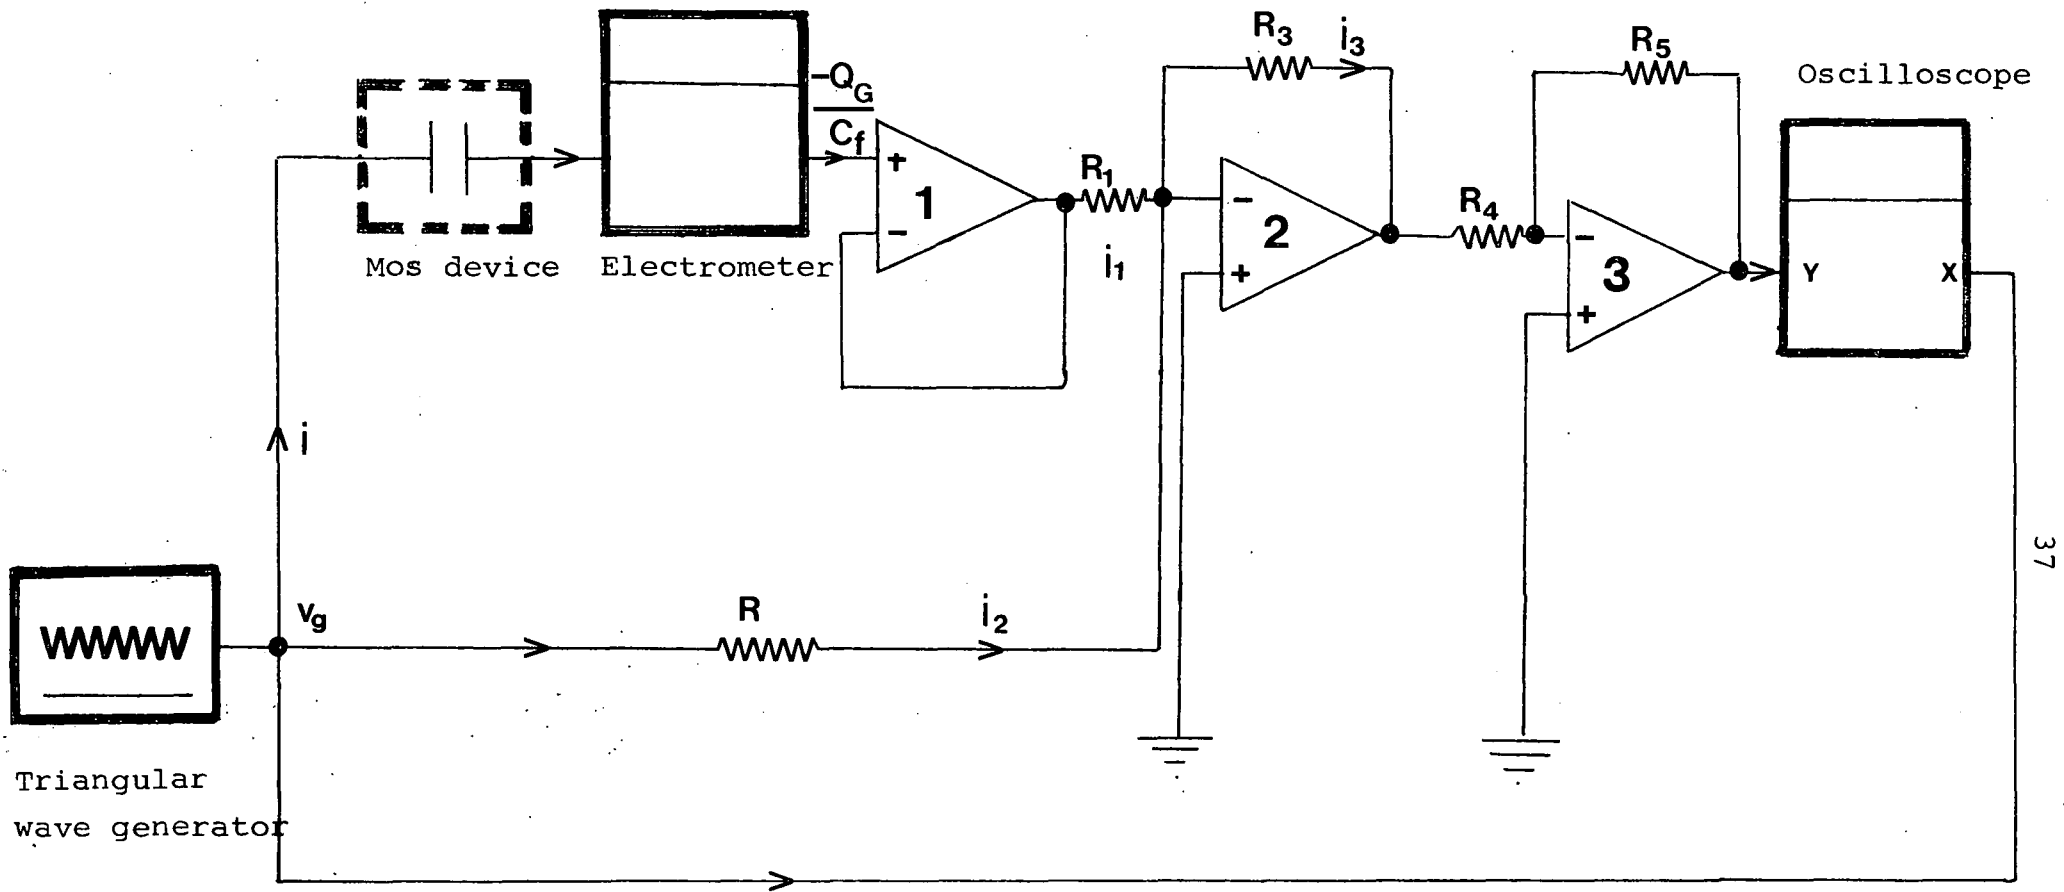 R3
i3
R5
Oscilloscope
-QG
Cf
+
1
-
R1
i1
-
2
+
R4
-
3
+
Y
X
Mos device
Electrometer
i
vg
R
i2
37
Triangular
wave generator